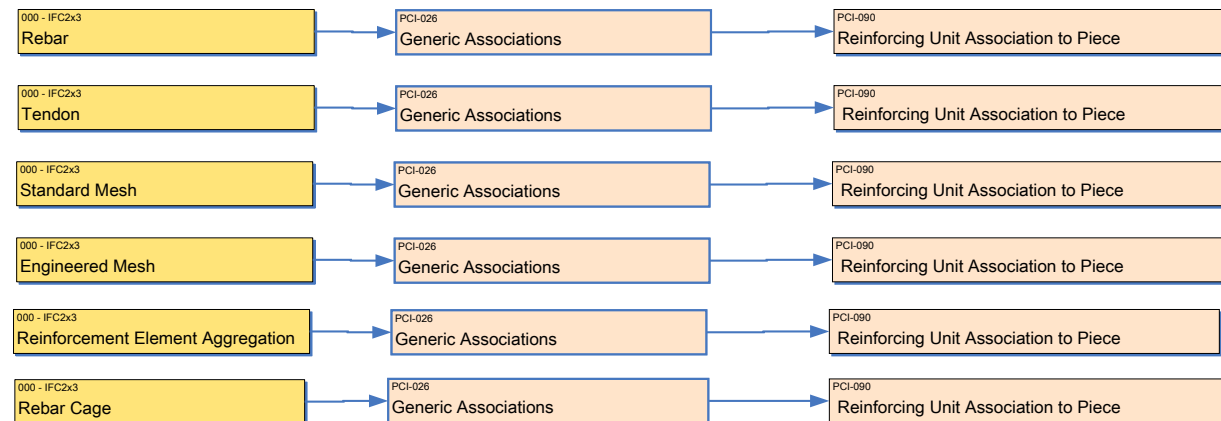 000 - IFC2x3
Rebar
PCI-026
Generic Associations
PCI-090
Reinforcing Unit Association to Piece
000 - IFC2x3
Tendon
PCI-026
Generic Associations
PCI-090
Reinforcing Unit Association to Piece
000 - IFC2x3
Standard Mesh
PCI-026
Generic Associations
PCI-090
Reinforcing Unit Association to Piece
000 - IFC2x3
Engineered Mesh
PCI-026
Generic Associations
PCI-090
Reinforcing Unit Association to Piece
000 - IFC2x3
Reinforcement Element Aggregation
PCI-026
Generic Associations
PCI-090
Reinforcing Unit Association to Piece
000 - IFC2x3
Rebar Cage
PCI-026
Generic Associations
PCI-090
Reinforcing Unit Association to Piece